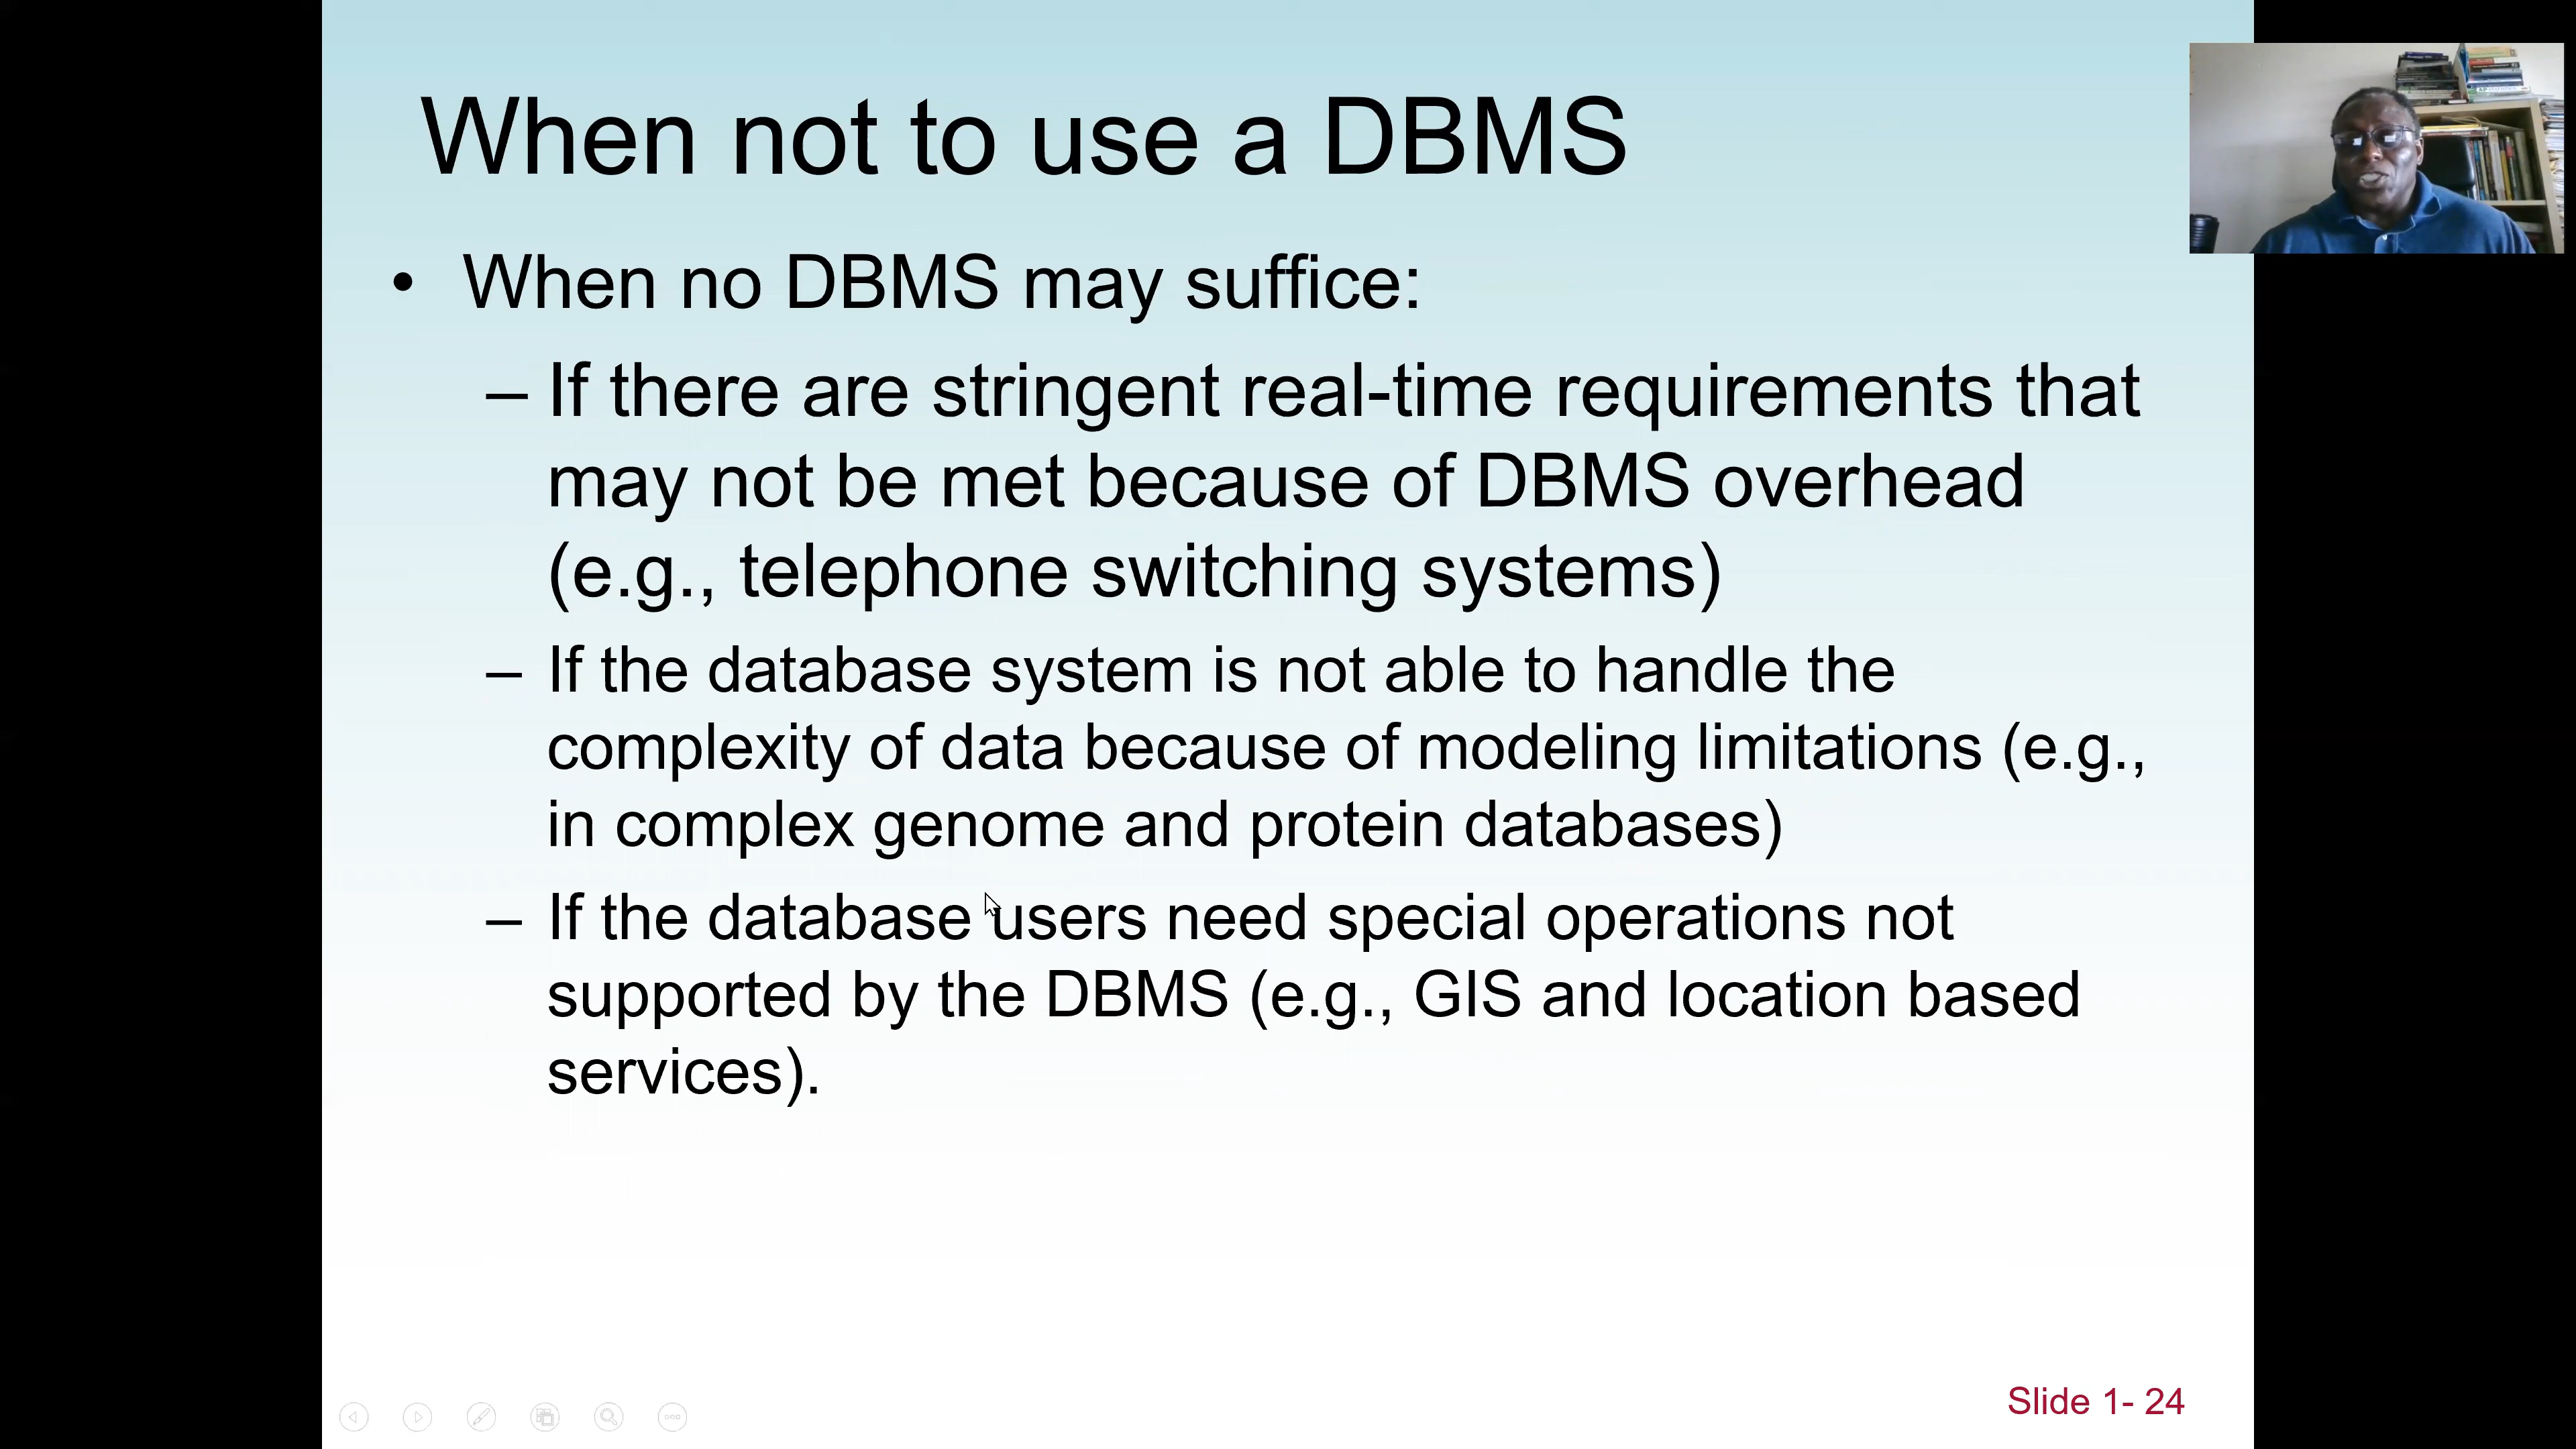 When not to use a DBMS
• When no DBMS may suffice:
– If there are stringent real-time requirements that
may not be met because of DBMS overhead
(e.g., telephone switching systems)
– If the database system is not able to handle the
complexity of data because of modeling limitations (e.g.,
in complex genome and protein databases)
– If the database users need special operations not
supported by the DBMS (e.g., GIS and location based
services).
Slide 1- 24